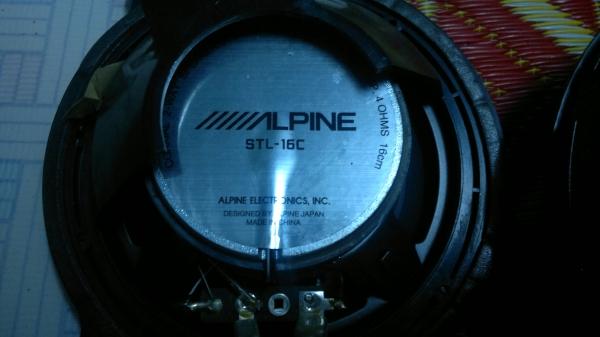 ALPINE
STL-16C
4 OHMS 16cm
ALPINE ELECTRONICS, INC.
DESIGNED BY ALPINE JAPAN
MADE IN CHINA